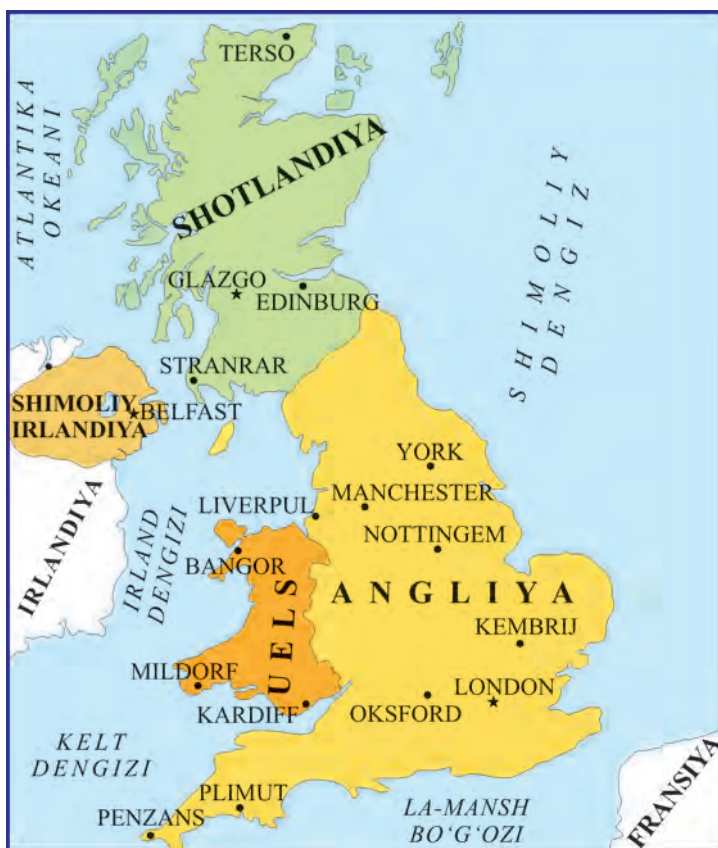 TERSO
ATLANTIKA
OKEANI
SHOTLANDIYA
SHIMOLIY
DENGIZ
GLAZGO
EDINBURG
STRANRAR
SHIMOLIY
IRLANDIYA
BELFAST
YORK
MANCHESTER
LIVERPUL
NOTTINGEM
IRLANDIYA
IRLAND
DENGIZI
BANGOR
UELS
ANGLIYA
KEMBRIJ
MILDORF
KARDIFF
OKSFORD
LONDON
KELT
DENGIZI
PLIMUT
PENZANS
LA-MANSH
BO‘G‘OZI
FRANSIYA